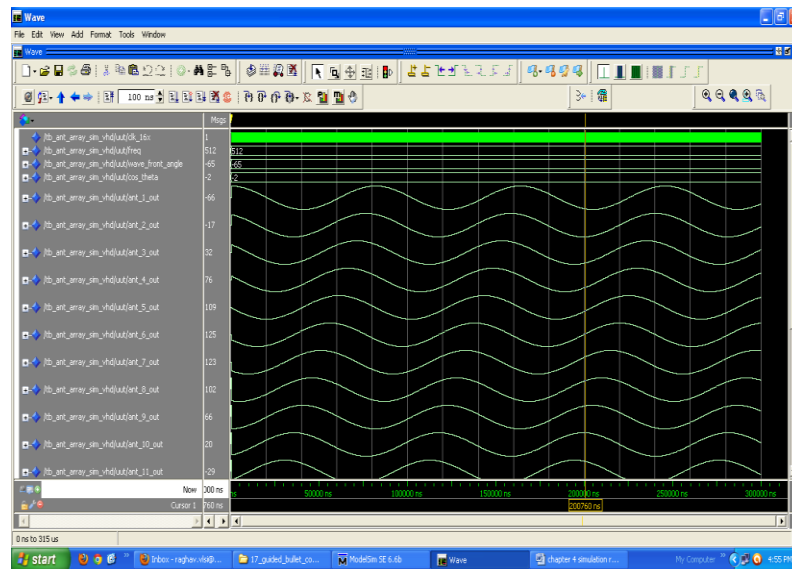 Wave
File Edit View Add Format Tools Window
Wave
100 ns
Msgs
/tb_ant_array_sim_vhd/uut/clk_16x 1
/tb_ant_array_sim_vhd/uut/freq 512 512
/tb_ant_array_sim_vhd/uut/wave_front_angle -65 -65
/tb_ant_array_sim_vhd/uut/cos_theta -2 -2
/tb_ant_array_sim_vhd/uut/ant_1_out -66
/tb_ant_array_sim_vhd/uut/ant_2_out -17
/tb_ant_array_sim_vhd/uut/ant_3_out 32
/tb_ant_array_sim_vhd/uut/ant_4_out 76
/tb_ant_array_sim_vhd/uut/ant_5_out 109
/tb_ant_array_sim_vhd/uut/ant_6_out 125
/tb_ant_array_sim_vhd/uut/ant_7_out 123
/tb_ant_array_sim_vhd/uut/ant_8_out 102
/tb_ant_array_sim_vhd/uut/ant_9_out 66
/tb_ant_array_sim_vhd/uut/ant_10_out 20
/tb_ant_array_sim_vhd/uut/ant_11_out -29
Now 000 ns ns 50000 ns 100000 ns 150000 ns 200000 ns 250000 ns 300000 ns
Cursor 1 760 ns 200760 ns
0 ns to 315 us
start Inbox - raghav.vlsi@... 17_guided_bullet_co... ModelSim SE 6.6b Wave chapter 4 simulation r... My Computer 4:55 PM